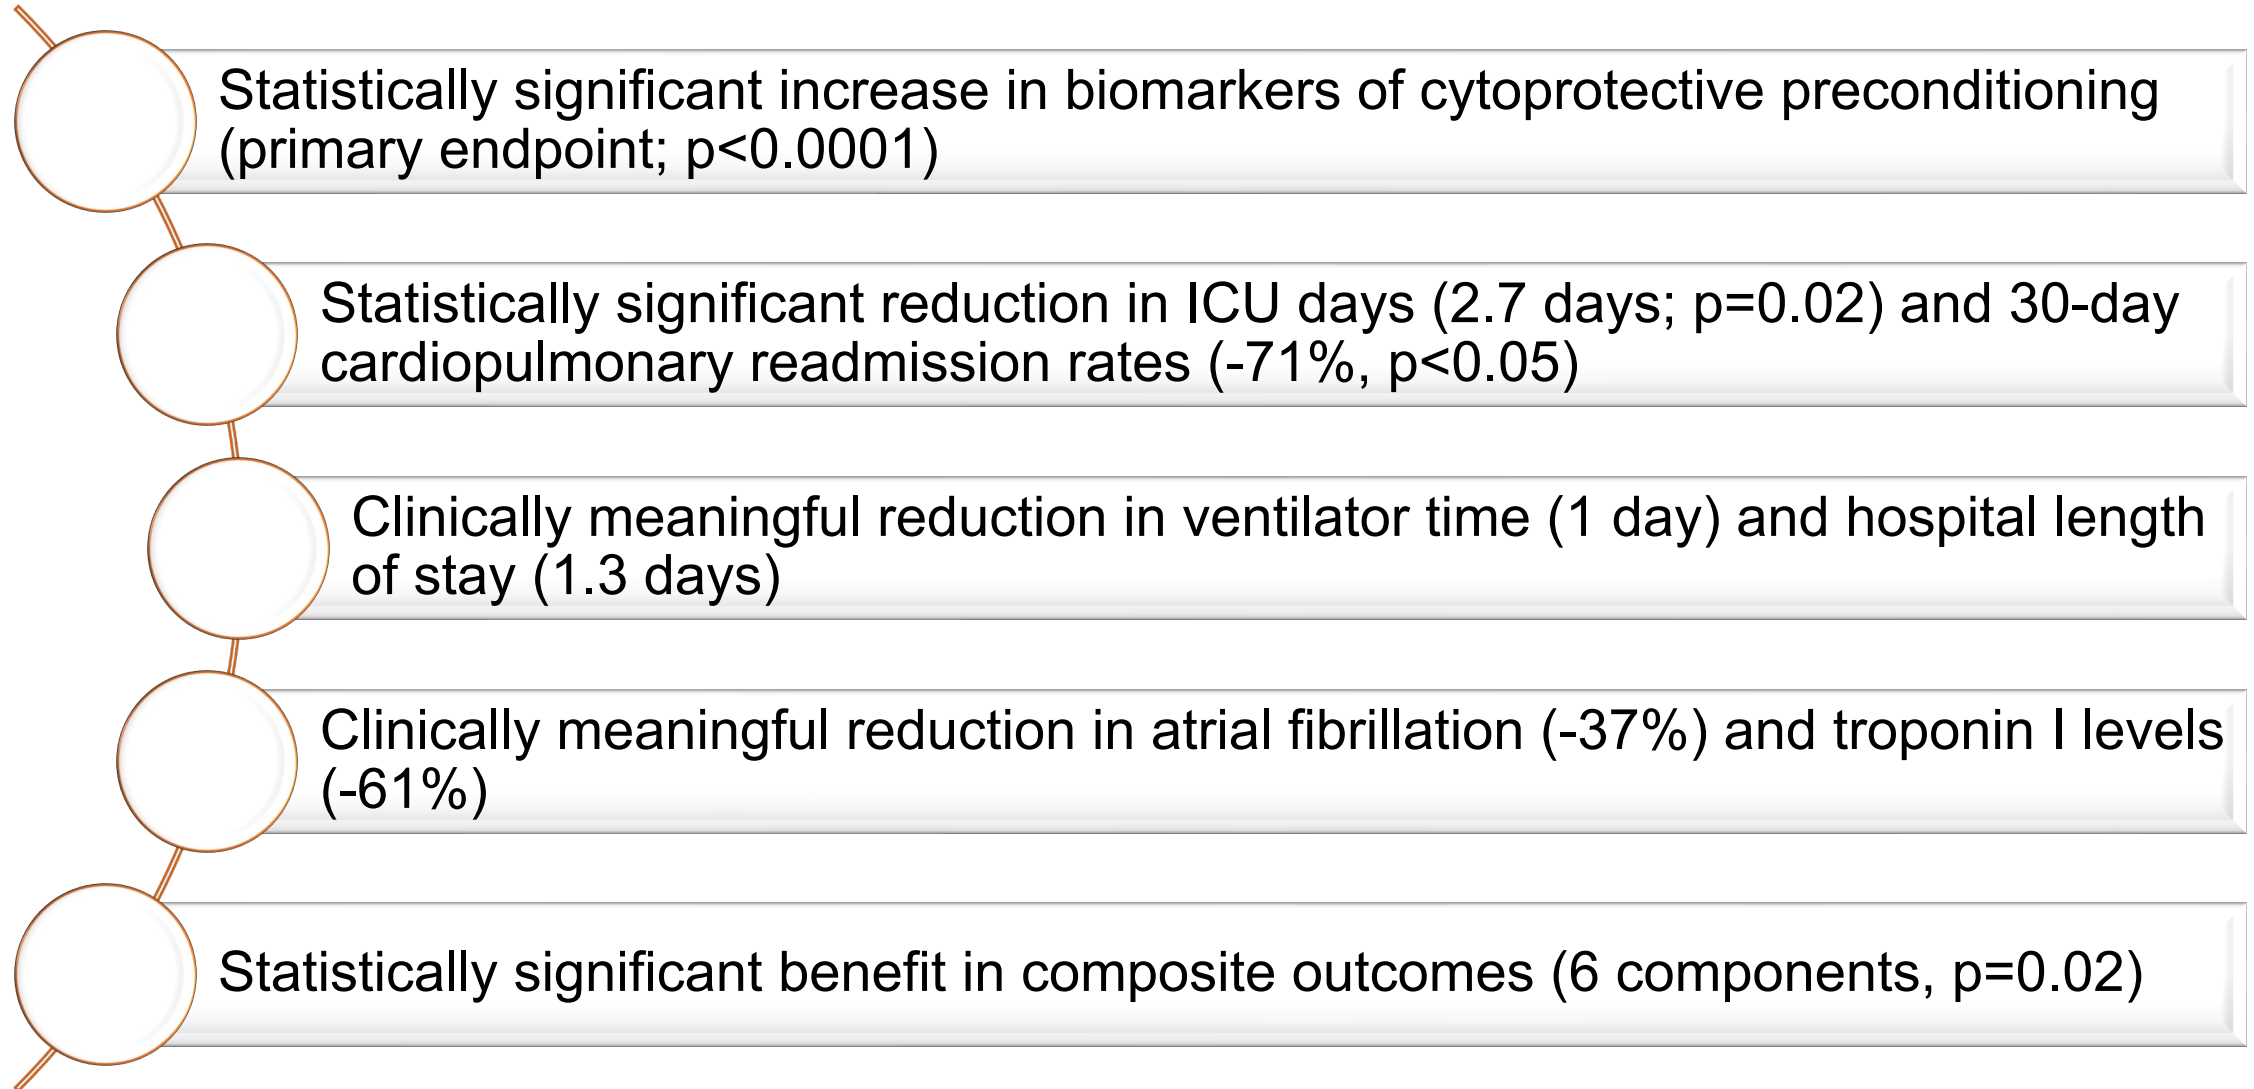 Statistically significant increase in biomarkers of cytoprotective preconditioning
(primary endpoint; p<0.0001)
Statistically significant reduction in ICU days (2.7 days; p=0.02) and 30-day
cardiopulmonary readmission rates (-71%, p<0.05)
Clinically meaningful reduction in ventilator time (1 day) and hospital length
of stay (1.3 days)
Clinically meaningful reduction in atrial fibrillation (-37%) and troponin I levels
(-61%)
Statistically significant benefit in composite outcomes (6 components, p=0.02)